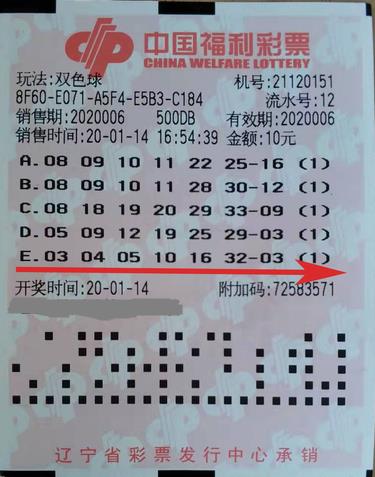 中国福利彩票
CHINA WELFARE LOTTERY
玩法:双色球 机号:21120151
8F60-E071-A5F4-E5B3-C184 流水号:12
销售期:2020006 500DB 有效期:2020006
销售时间:20-01-14 16:54:39 金额:10元
A.08 09 10 11 22 25-16 (1)
B.08 09 10 11 28 30-12 (1)
C.08 18 19 20 29 33-09 (1)
D.05 09 12 19 25 29-03 (1)
E.03 04 05 10 16 32-03 (1)
开奖时间:20-01-14 附加码:72583571
辽宁省彩票发行中心承销